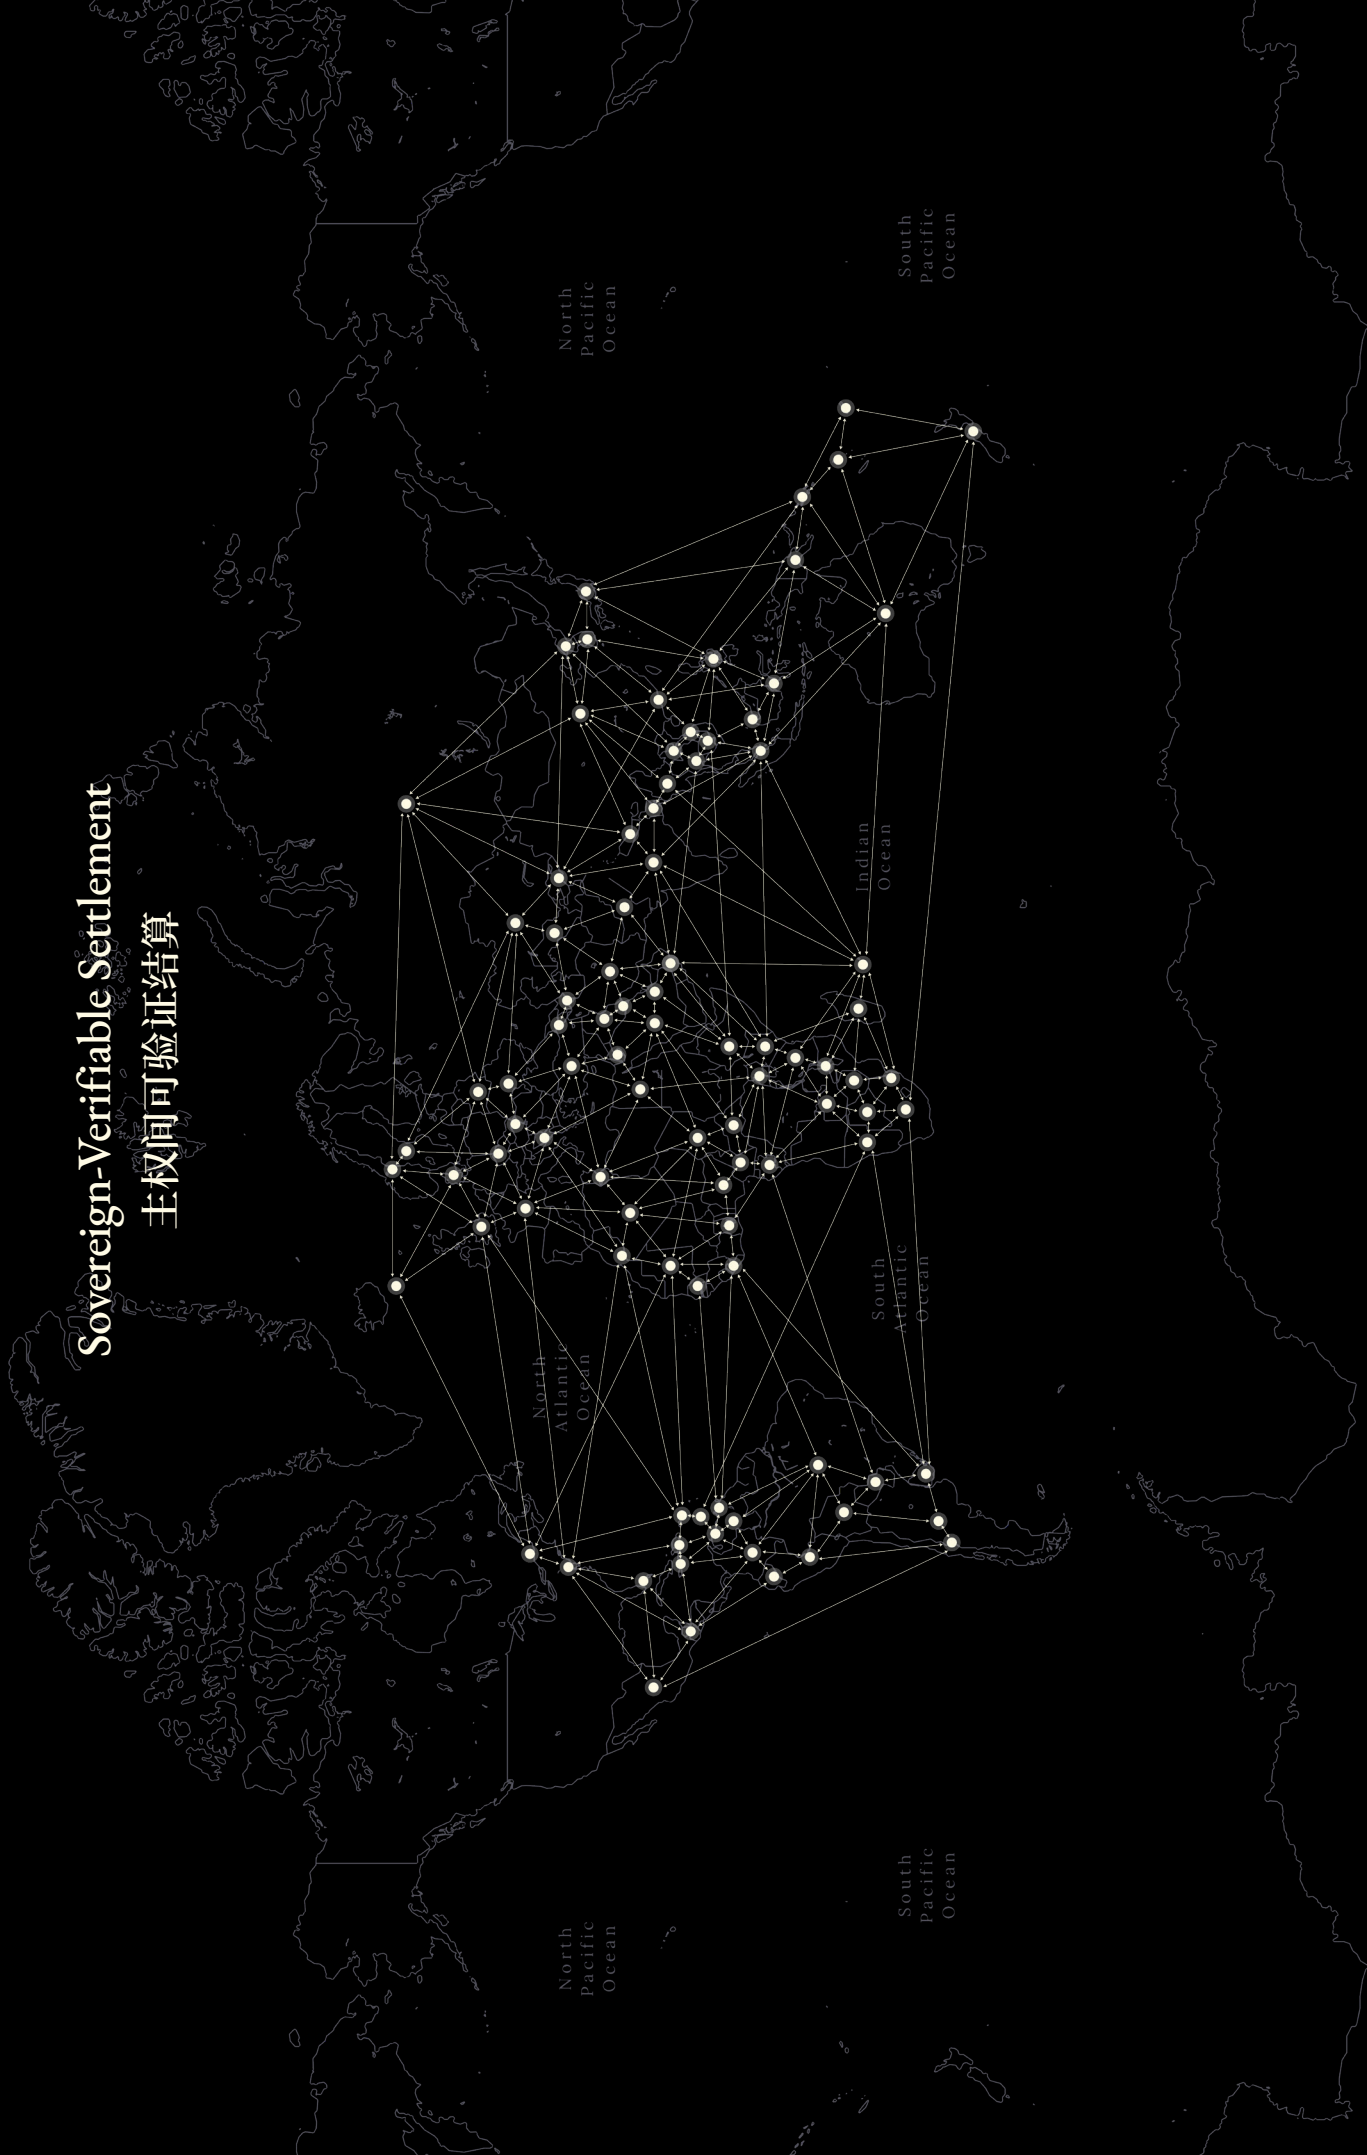 Sovereign-Verifiable Settlement
主权间可验证结算
North
Pacific
Ocean
South
Pacific
Ocean
North
Atlantic
Ocean
South
Atlantic
Ocean
Indian
Ocean
North
Pacific
Ocean
South
Pacific
Ocean